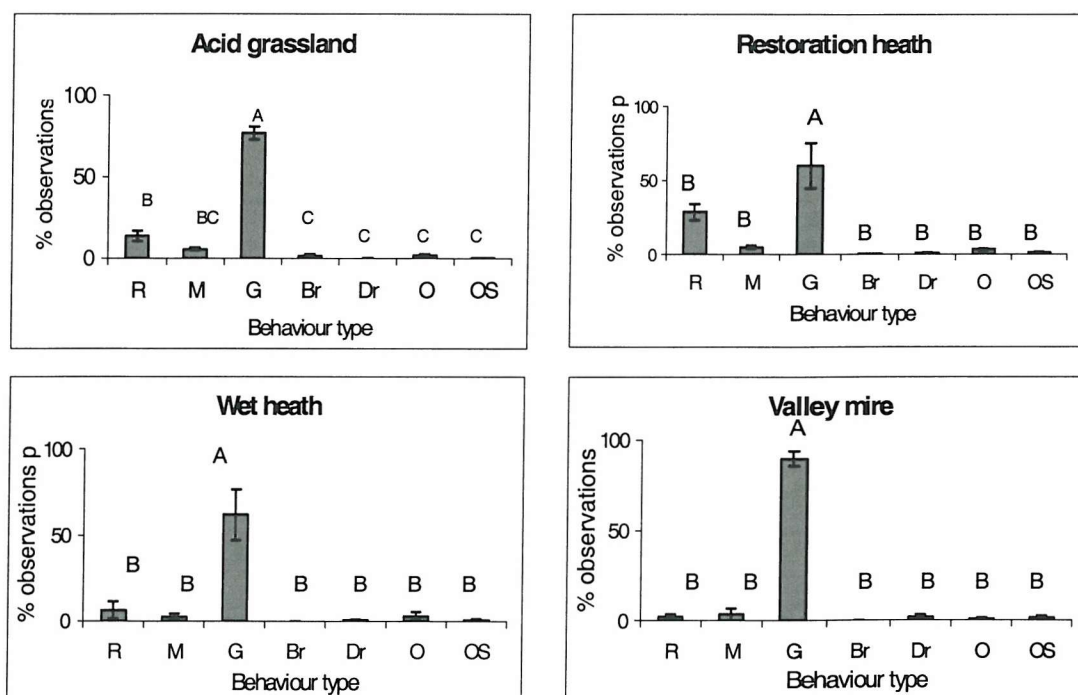 Acid grassland
% observations
100
50
0
A
B
BC
C
C
C
C
R M G Br Dr O OS
Behaviour type
Restoration heath
% observations p
100
50
0
A
B
B
B
B
B
B
R M G Br Dr O OS
Behaviour type
Wet heath
% observations p
100
50
0
A
B
B
B
B
B
B
R M G Br Dr O OS
Behaviour type
Valley mire
% observations
100
50
0
A
B
B
B
B
B
B
R M G Br Dr O OS
Behaviour type